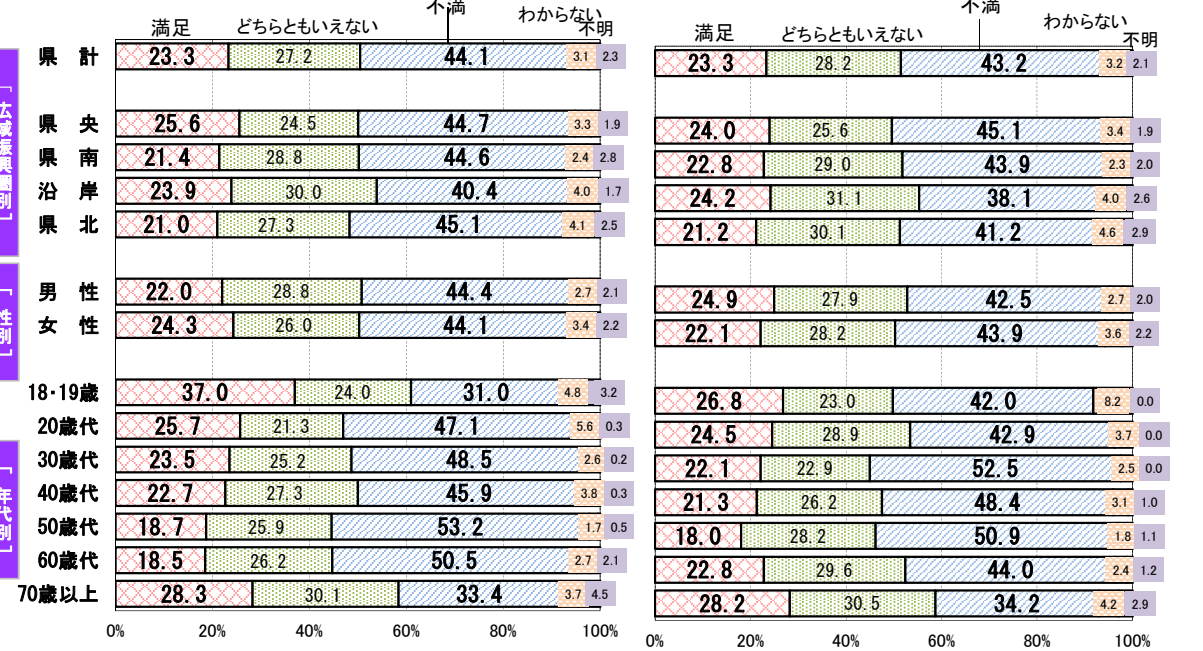 満足 どちらともいえない 不満 わからない 不明
県 計 23.3 27.2 44.1 3.1 2.3
県 央 25.6 24.5 44.7 3.3 1.9
県 南 21.4 28.8 44.6 2.4 2.8
沿 岸 23.9 30.0 40.4 4.0 1.7
県 北 21.0 27.3 45.1 4.1 2.5
男 性 22.0 28.8 44.4 2.7 2.1
女 性 24.3 26.0 44.1 3.4 2.2
18・19歳 37.0 24.0 31.0 4.8 3.2
20歳代 25.7 21.3 47.1 5.6 0.3
30歳代 23.5 25.2 48.5 2.6 0.2
40歳代 22.7 27.3 45.9 3.8 0.3
50歳代 18.7 25.9 53.2 1.7 0.5
60歳代 18.5 26.2 50.5 2.7 2.1
70歳以上 28.3 30.1 33.4 3.7 4.5
0% 20% 40% 60% 80% 100%
［広域振興圏別］
［性別］
［年代別］
満足 どちらともいえない 不満 わからない 不明
23.3 28.2 43.2 3.2 2.1
24.0 25.6 45.1 3.4 1.9
22.8 29.0 43.9 2.3 2.0
24.2 31.1 38.1 4.0 2.6
21.2 30.1 41.2 4.6 2.9
24.9 27.9 42.5 2.7 2.0
22.1 28.2 43.9 3.6 2.2
26.8 23.0 42.0 8.2 0.0
24.5 28.9 42.9 3.7 0.0
22.1 22.9 52.5 2.5 0.0
21.3 26.2 48.4 3.1 1.0
18.0 28.2 50.9 1.8 1.1
22.8 29.6 44.0 2.4 1.2
28.2 30.5 34.2 4.2 2.9
0% 20% 40% 60% 80% 100%